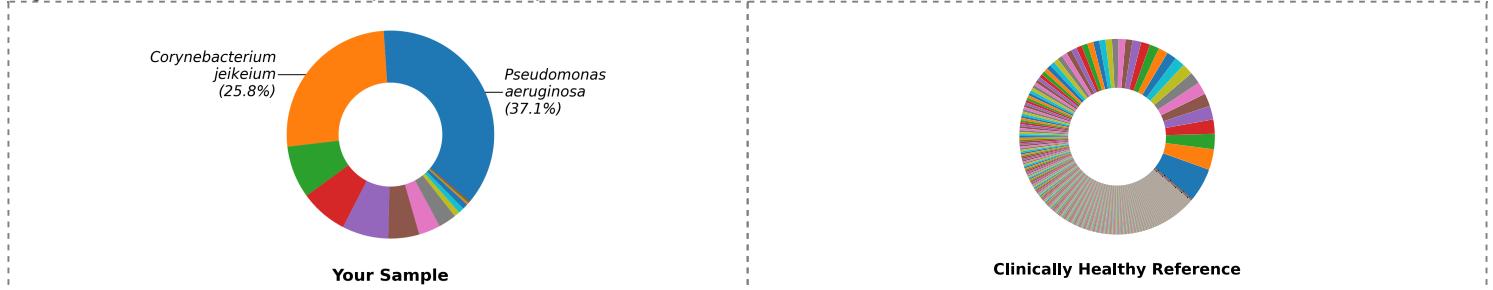 Corynebacterium
jeikeium
(25.8%)
Pseudomonas
aeruginosa
(37.1%)
Your Sample
Clinically Healthy Reference